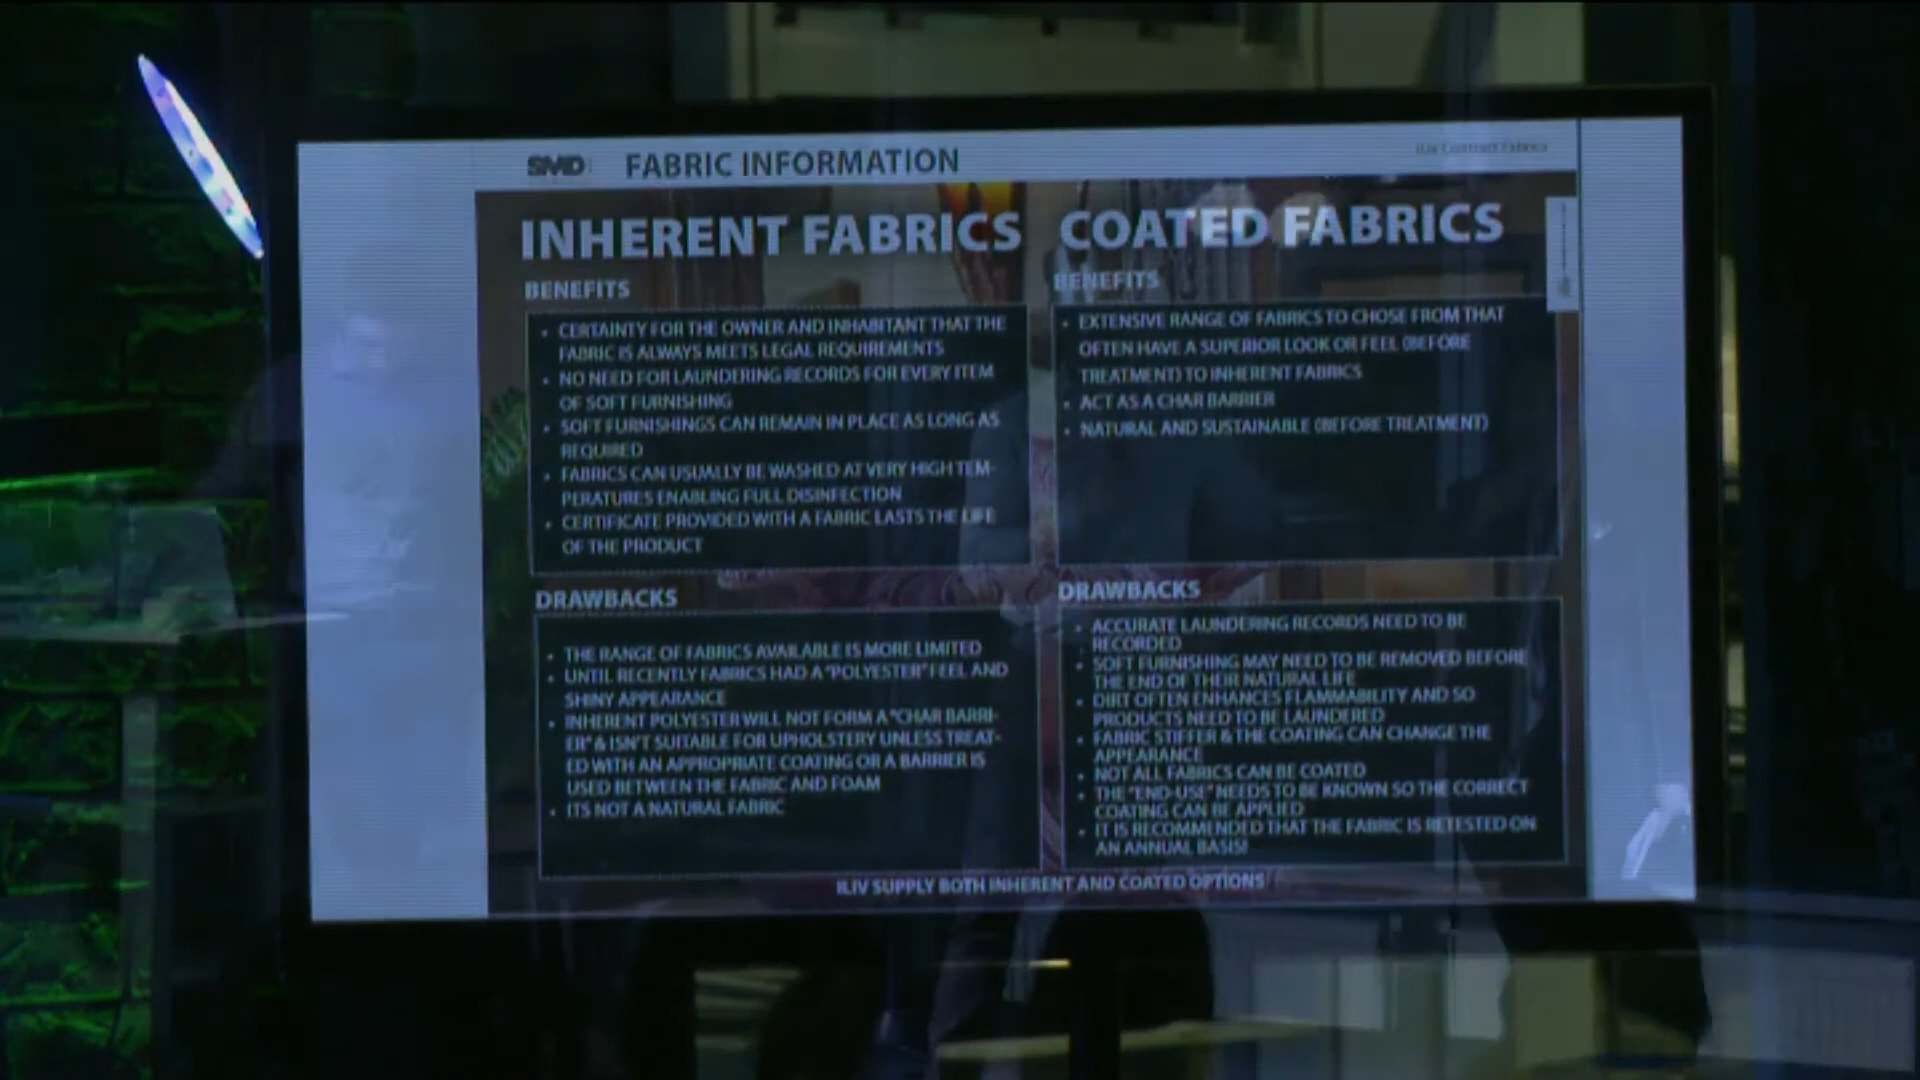 SMD FABRIC INFORMATION
iLiv Contract Fabrics
INHERENT FABRICS
BENEFITS
• CERTAINTY FOR THE OWNER AND INHABITANT THAT THE
FABRIC IS ALWAYS MEETS LEGAL REQUIREMENTS
• NO NEED FOR LAUNDERING RECORDS FOR EVERY ITEM
OF SOFT FURNISHING
• SOFT FURNISHINGS CAN REMAIN IN PLACE AS LONG AS
REQUIRED
• FABRICS CAN USUALLY BE WASHED AT VERY HIGH TEM-
PERATURES ENABLING FULL DISINFECTION
• CERTIFICATE PROVIDED WITH A FABRIC LASTS THE LIFE
OF THE PRODUCT
DRAWBACKS
• THE RANGE OF FABRICS AVAILABLE IS MORE LIMITED
• UNTIL RECENTLY FABRICS HAD A "POLYESTER" FEEL AND
SHINY APPEARANCE
• INHERENT POLYESTER WILL NOT FORM A "CHAR BARRI-
ER" & ISN'T SUITABLE FOR UPHOLSTERY UNLESS TREAT-
ED WITH AN APPROPRIATE COATING OR A BARRIER IS
USED BETWEEN THE FABRIC AND FOAM
• ITS NOT A NATURAL FABRIC
COATED FABRICS
BENEFITS
• EXTENSIVE RANGE OF FABRICS TO CHOSE FROM THAT
OFTEN HAVE A SUPERIOR LOOK OR FEEL (BEFORE
TREATMENT) TO INHERENT FABRICS
• ACT AS A CHAR BARRIER
• NATURAL AND SUSTAINABLE (BEFORE TREATMENT)
DRAWBACKS
• ACCURATE LAUNDERING RECORDS NEED TO BE
RECORDED
• SOFT FURNISHING MAY NEED TO BE REMOVED BEFORE
THE END OF THEIR NATURAL LIFE
• DIRT OFTEN ENHANCES FLAMMABILITY AND SO
PRODUCTS NEED TO BE LAUNDERED
• FABRIC STIFFER & THE COATING CAN CHANGE THE
APPEARANCE
• NOT ALL FABRICS CAN BE COATED
• THE "END-USE" NEEDS TO BE KNOWN SO THE CORRECT
COATING CAN BE APPLIED
• IT IS RECOMMENDED THAT THE FABRIC IS RETESTED ON
AN ANNUAL BASIS!
ILIV SUPPLY BOTH INHERENT AND COATED OPTIONS